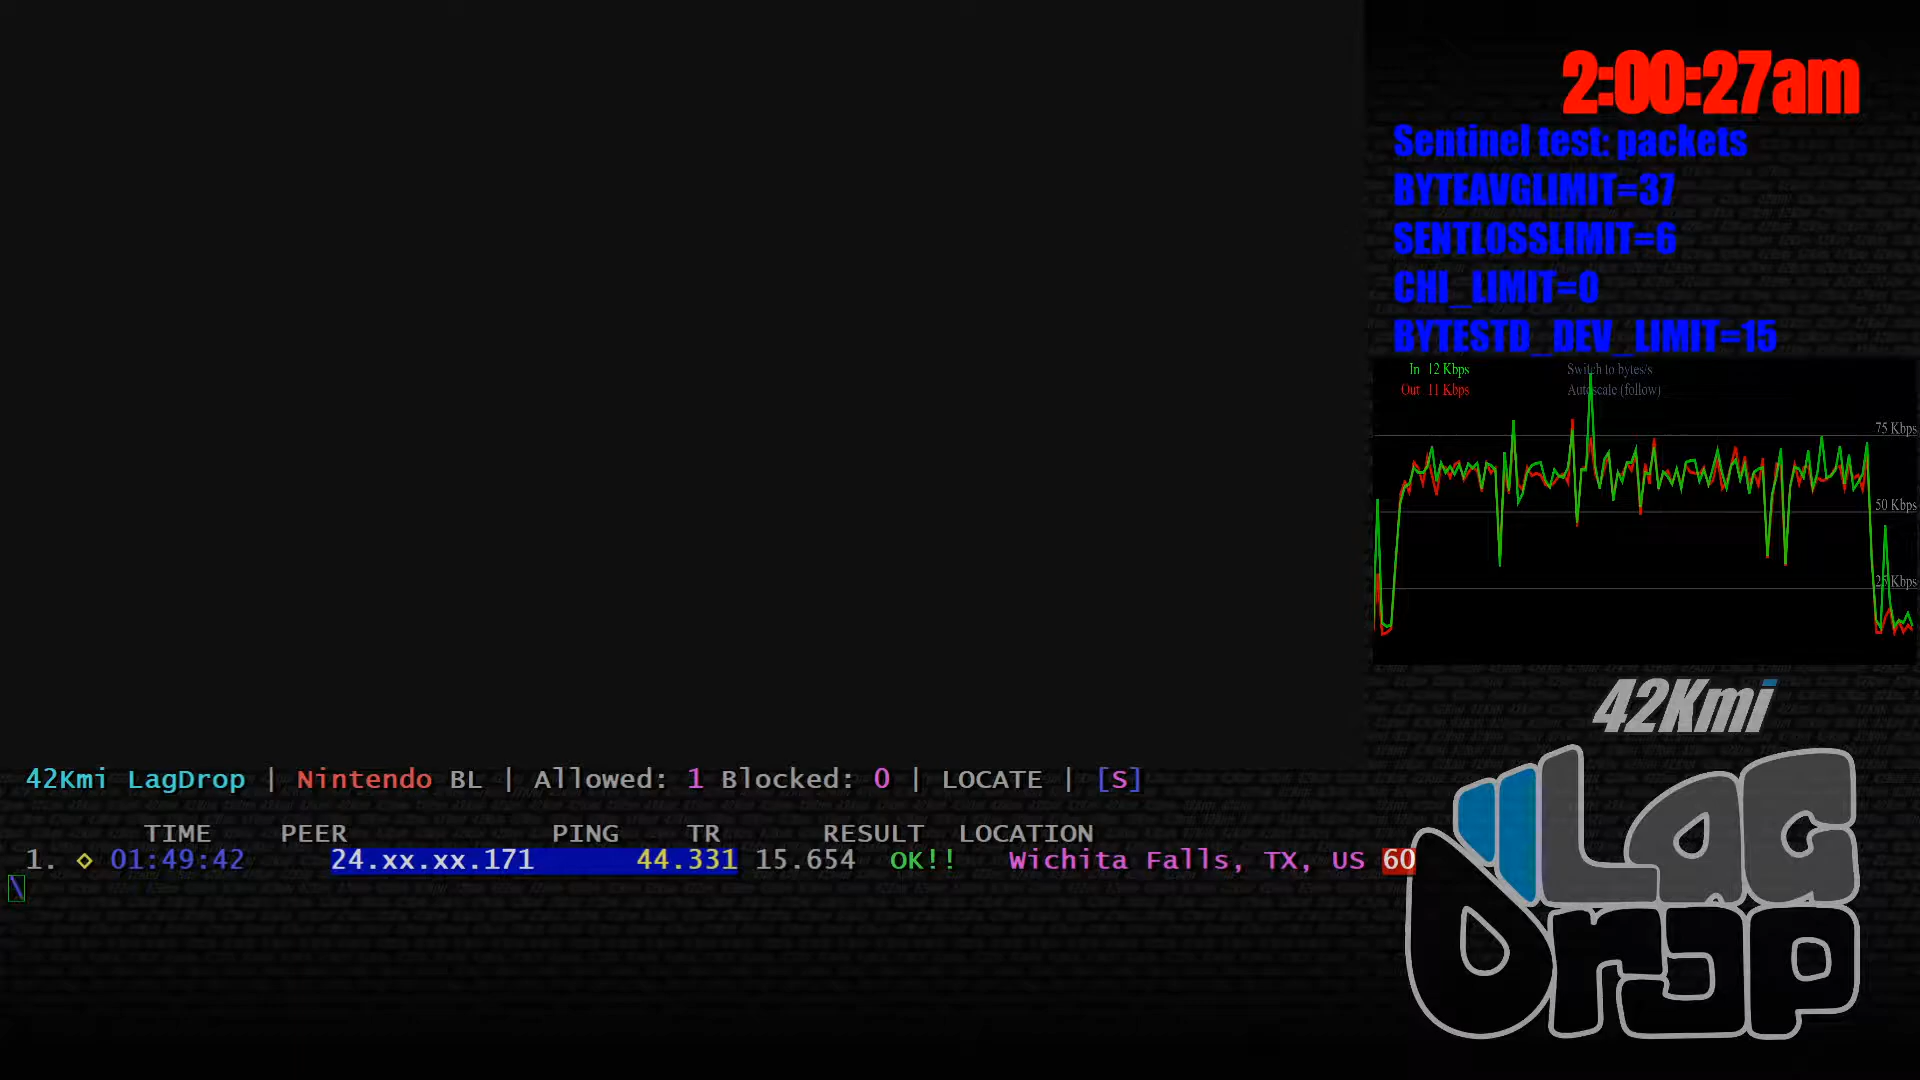 2:00:27am
Sentinel test: packets
BYTEAVGLIMIT=37
SENTLOSSLIMIT=6
CHI_LIMIT=0
BYTESTD_DEV_LIMIT=15
In 12 Kbps Switch to bytes/s
Out 11 Kbps Autoscale (follow)
75 Kbps
50 Kbps
25 Kbps
42Kmi
LAG
Drop
42Kmi LagDrop | Nintendo BL | Allowed: 1 Blocked: 0 | LOCATE | [S]
TIME PEER PING TR RESULT LOCATION
1. ◇ 01:49:42 24.xx.xx.171 44.331 15.654 OK!! Wichita Falls, TX, US 60
\